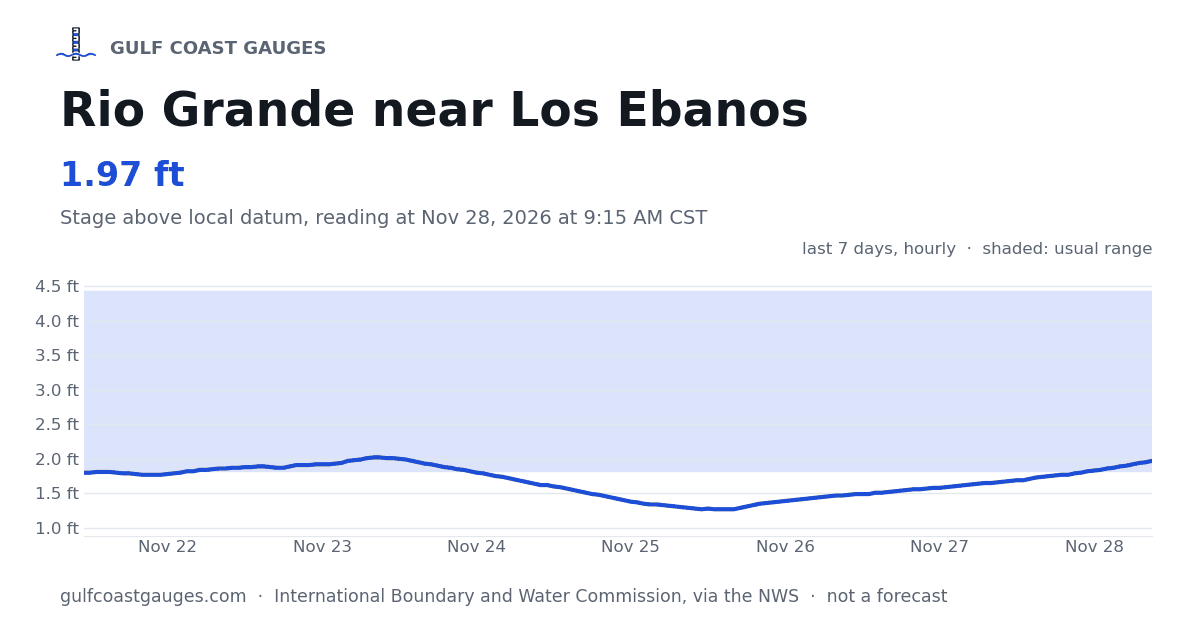 GULF COAST GAUGES
Rio Grande near Los Ebanos
1.97 ft
Stage above local datum, reading at Nov 28, 2026 at 9:15 AM CST
last 7 days, hourly · shaded: usual range
4.5 ft
4.0 ft
3.5 ft
3.0 ft
2.5 ft
2.0 ft
1.5 ft
1.0 ft
Nov 22 Nov 23 Nov 24 Nov 25 Nov 26 Nov 27 Nov 28
gulfcoastgauges.com · International Boundary and Water Commission, via the NWS · not a forecast